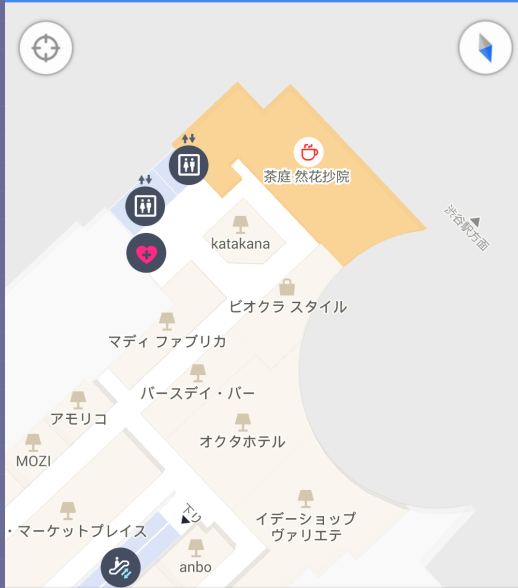 茶庭 然花抄院
渋谷駅方面
katakana
ビオクラ スタイル
マディ ファブリカ
バースデイ・バー
アモリコ
オクタホテル
MOZI
下り
・マーケットプレイス
イデーショップ
ヴァリエテ
anbo